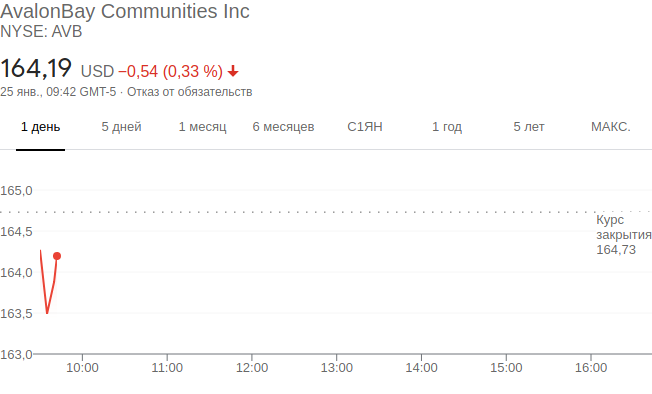 AvalonBay Communities Inc
NYSE: AVB
164,19 USD −0,54 (0,33 %)
25 янв., 09:42 GMT-5 · Отказ от обязательств
1 день 5 дней 1 месяц 6 месяцев С1ЯН 1 год 5 лет МАКС.
165,0
Курс
закрытия
164,73
164,5
164,0
163,5
163,0
10:00 11:00 12:00 13:00 14:00 15:00 16:00